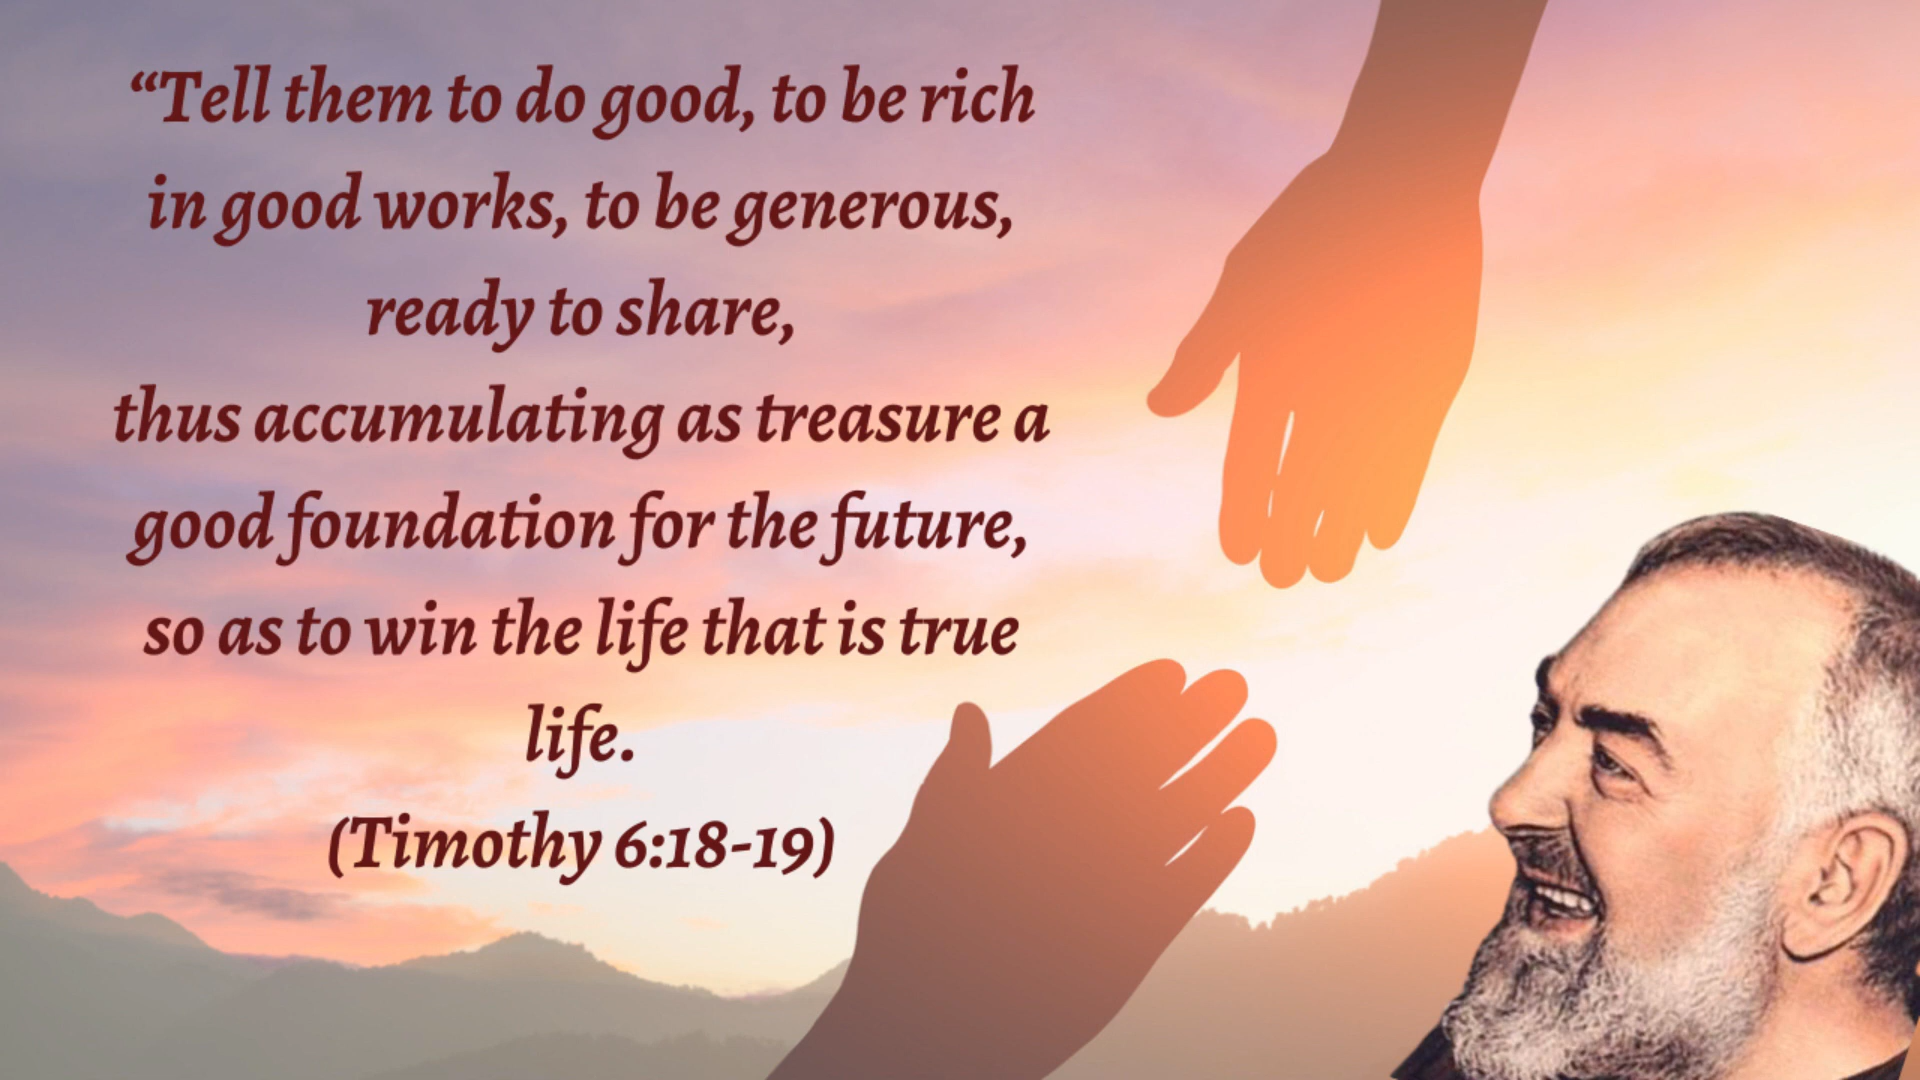 “Tell them to do good, to be rich
in good works, to be generous,
ready to share,
thus accumulating as treasure a
good foundation for the future,
so as to win the life that is true
life.
(Timothy 6:18-19)